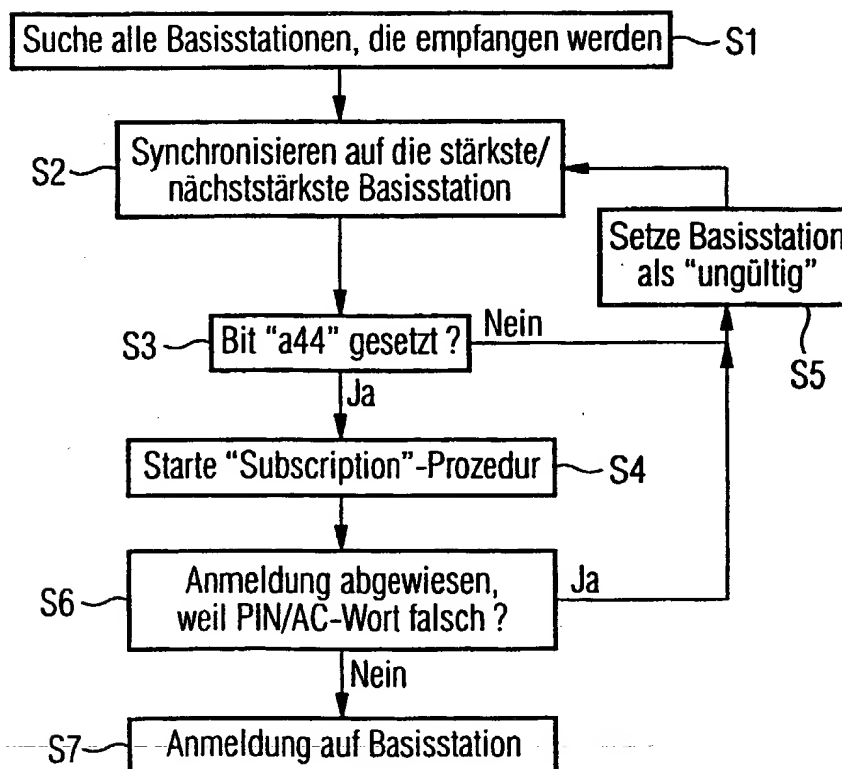 Suche alle Basisstationen, die empfangen werden
S1
S2
Synchronisieren auf die stärkste/
nächststärkste Basisstation
Setze Basisstation
als “ungültig”
S5
S3
Bit “a44” gesetzt ?
Nein
Ja
Starte “Subscription”-Prozedur
S4
S6
Anmeldung abgewiesen,
weil PIN/AC-Wort falsch ?
Ja
Nein
S7
Anmeldung auf Basisstation